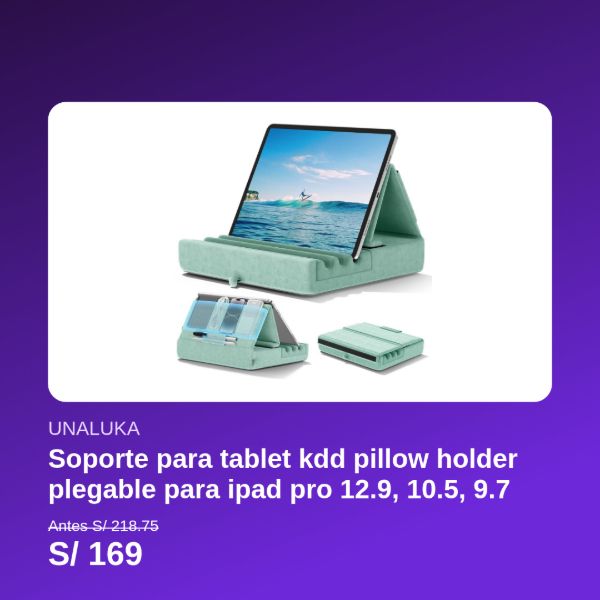 UNALUKA
Soporte para tablet kdd pillow holder
plegable para ipad pro 12.9, 10.5, 9.7
Antes S/ 218.75
S/ 169